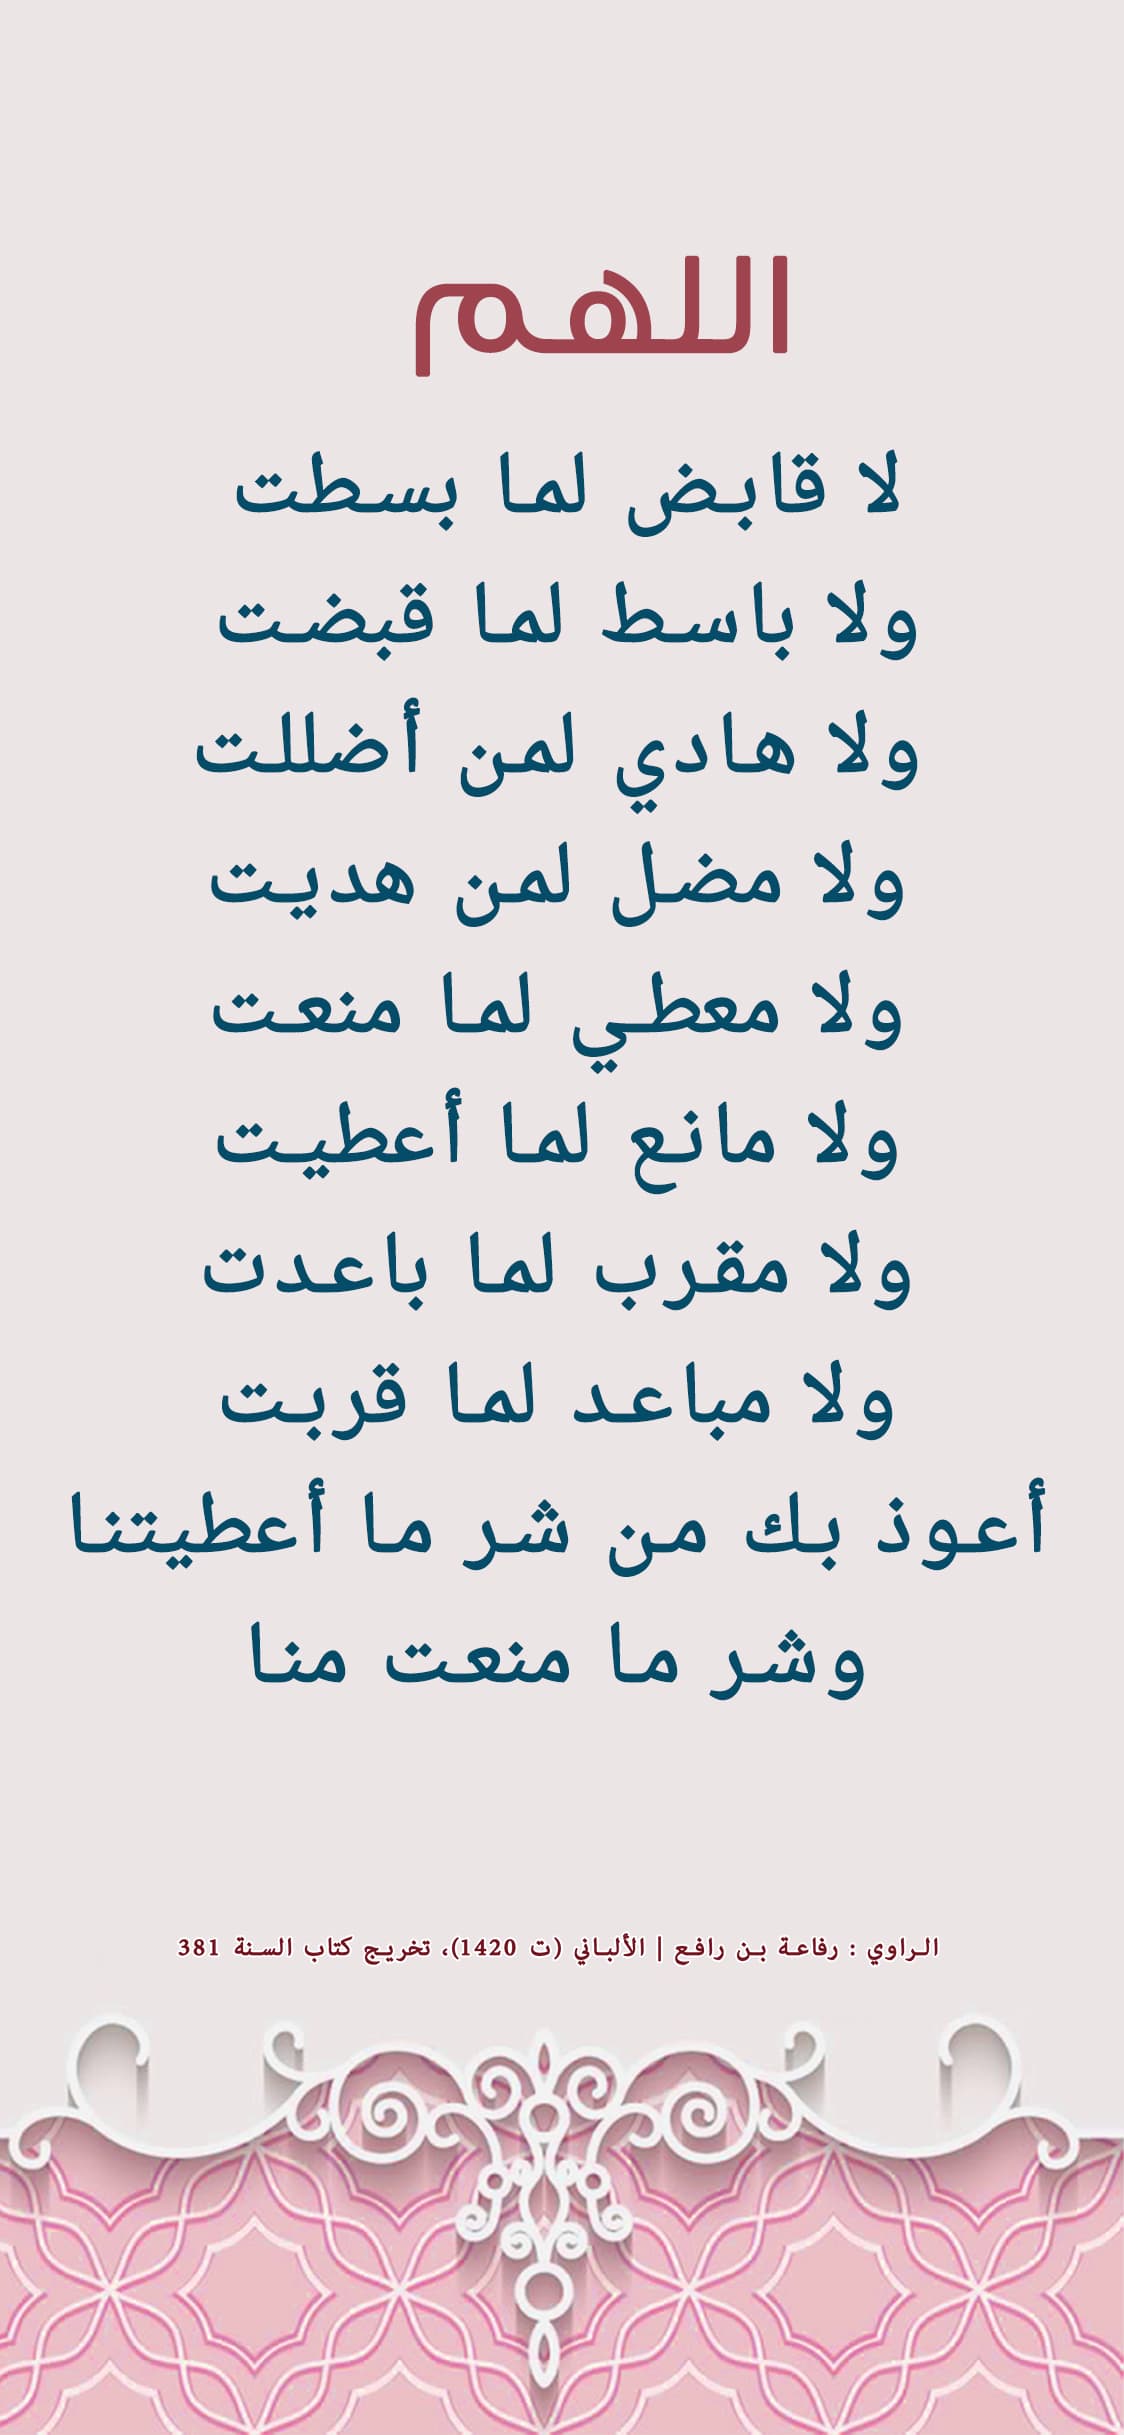 اللهم
لا قابض لما بسطت
ولا باسط لما قبضت
ولا هادي لمن أضللت
ولا مضل لمن هديت
ولا معطي لما منعت
ولا مانع لما أعطيت
ولا مقرب لما باعدت
ولا مباعد لما قربت
أعوذ بك من شر ما أعطيتنا
وشر ما منعت منا
الراوي : رفاعة بن رافع | الألباني (ت 1420)، تخريج كتاب السنة 381